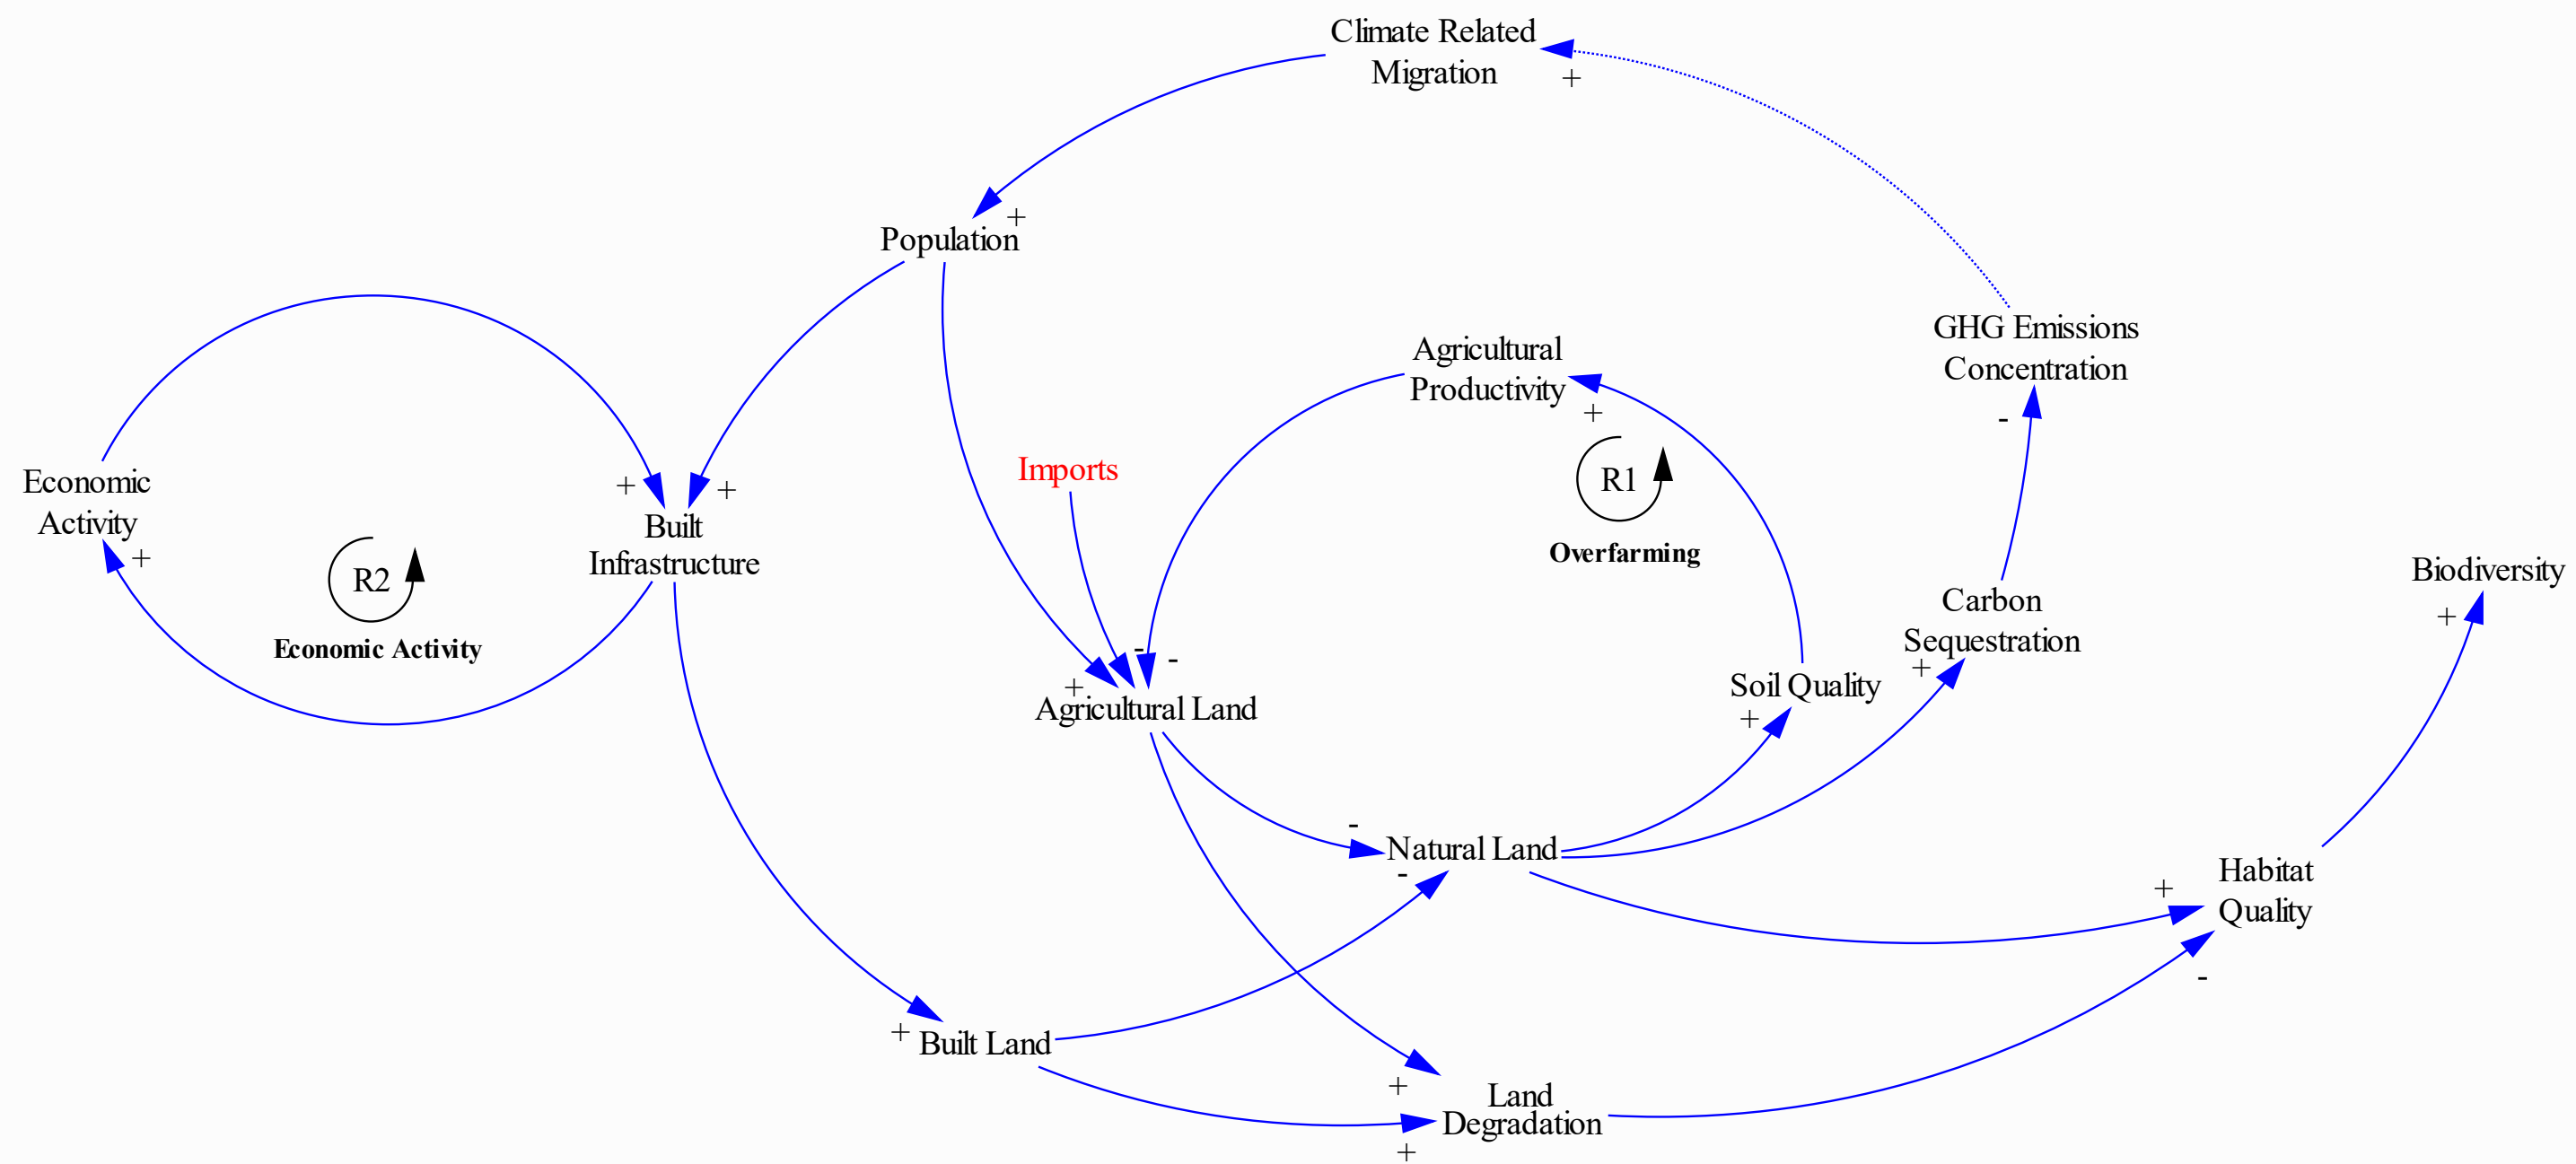 Climate Related
Migration
+
+
Population
GHG Emissions
Concentration
-
Agricultural
Productivity
+
Imports
R1
Overfarming
Economic
Activity
+
+
+
Built
Infrastructure
R2
Economic Activity
Biodiversity
+
Carbon
Sequestration
+
-
-
+
Agricultural Land
Soil Quality
+
-
Natural Land
-
Habitat
Quality
+
-
+
Built Land
+
Land
Degradation
+